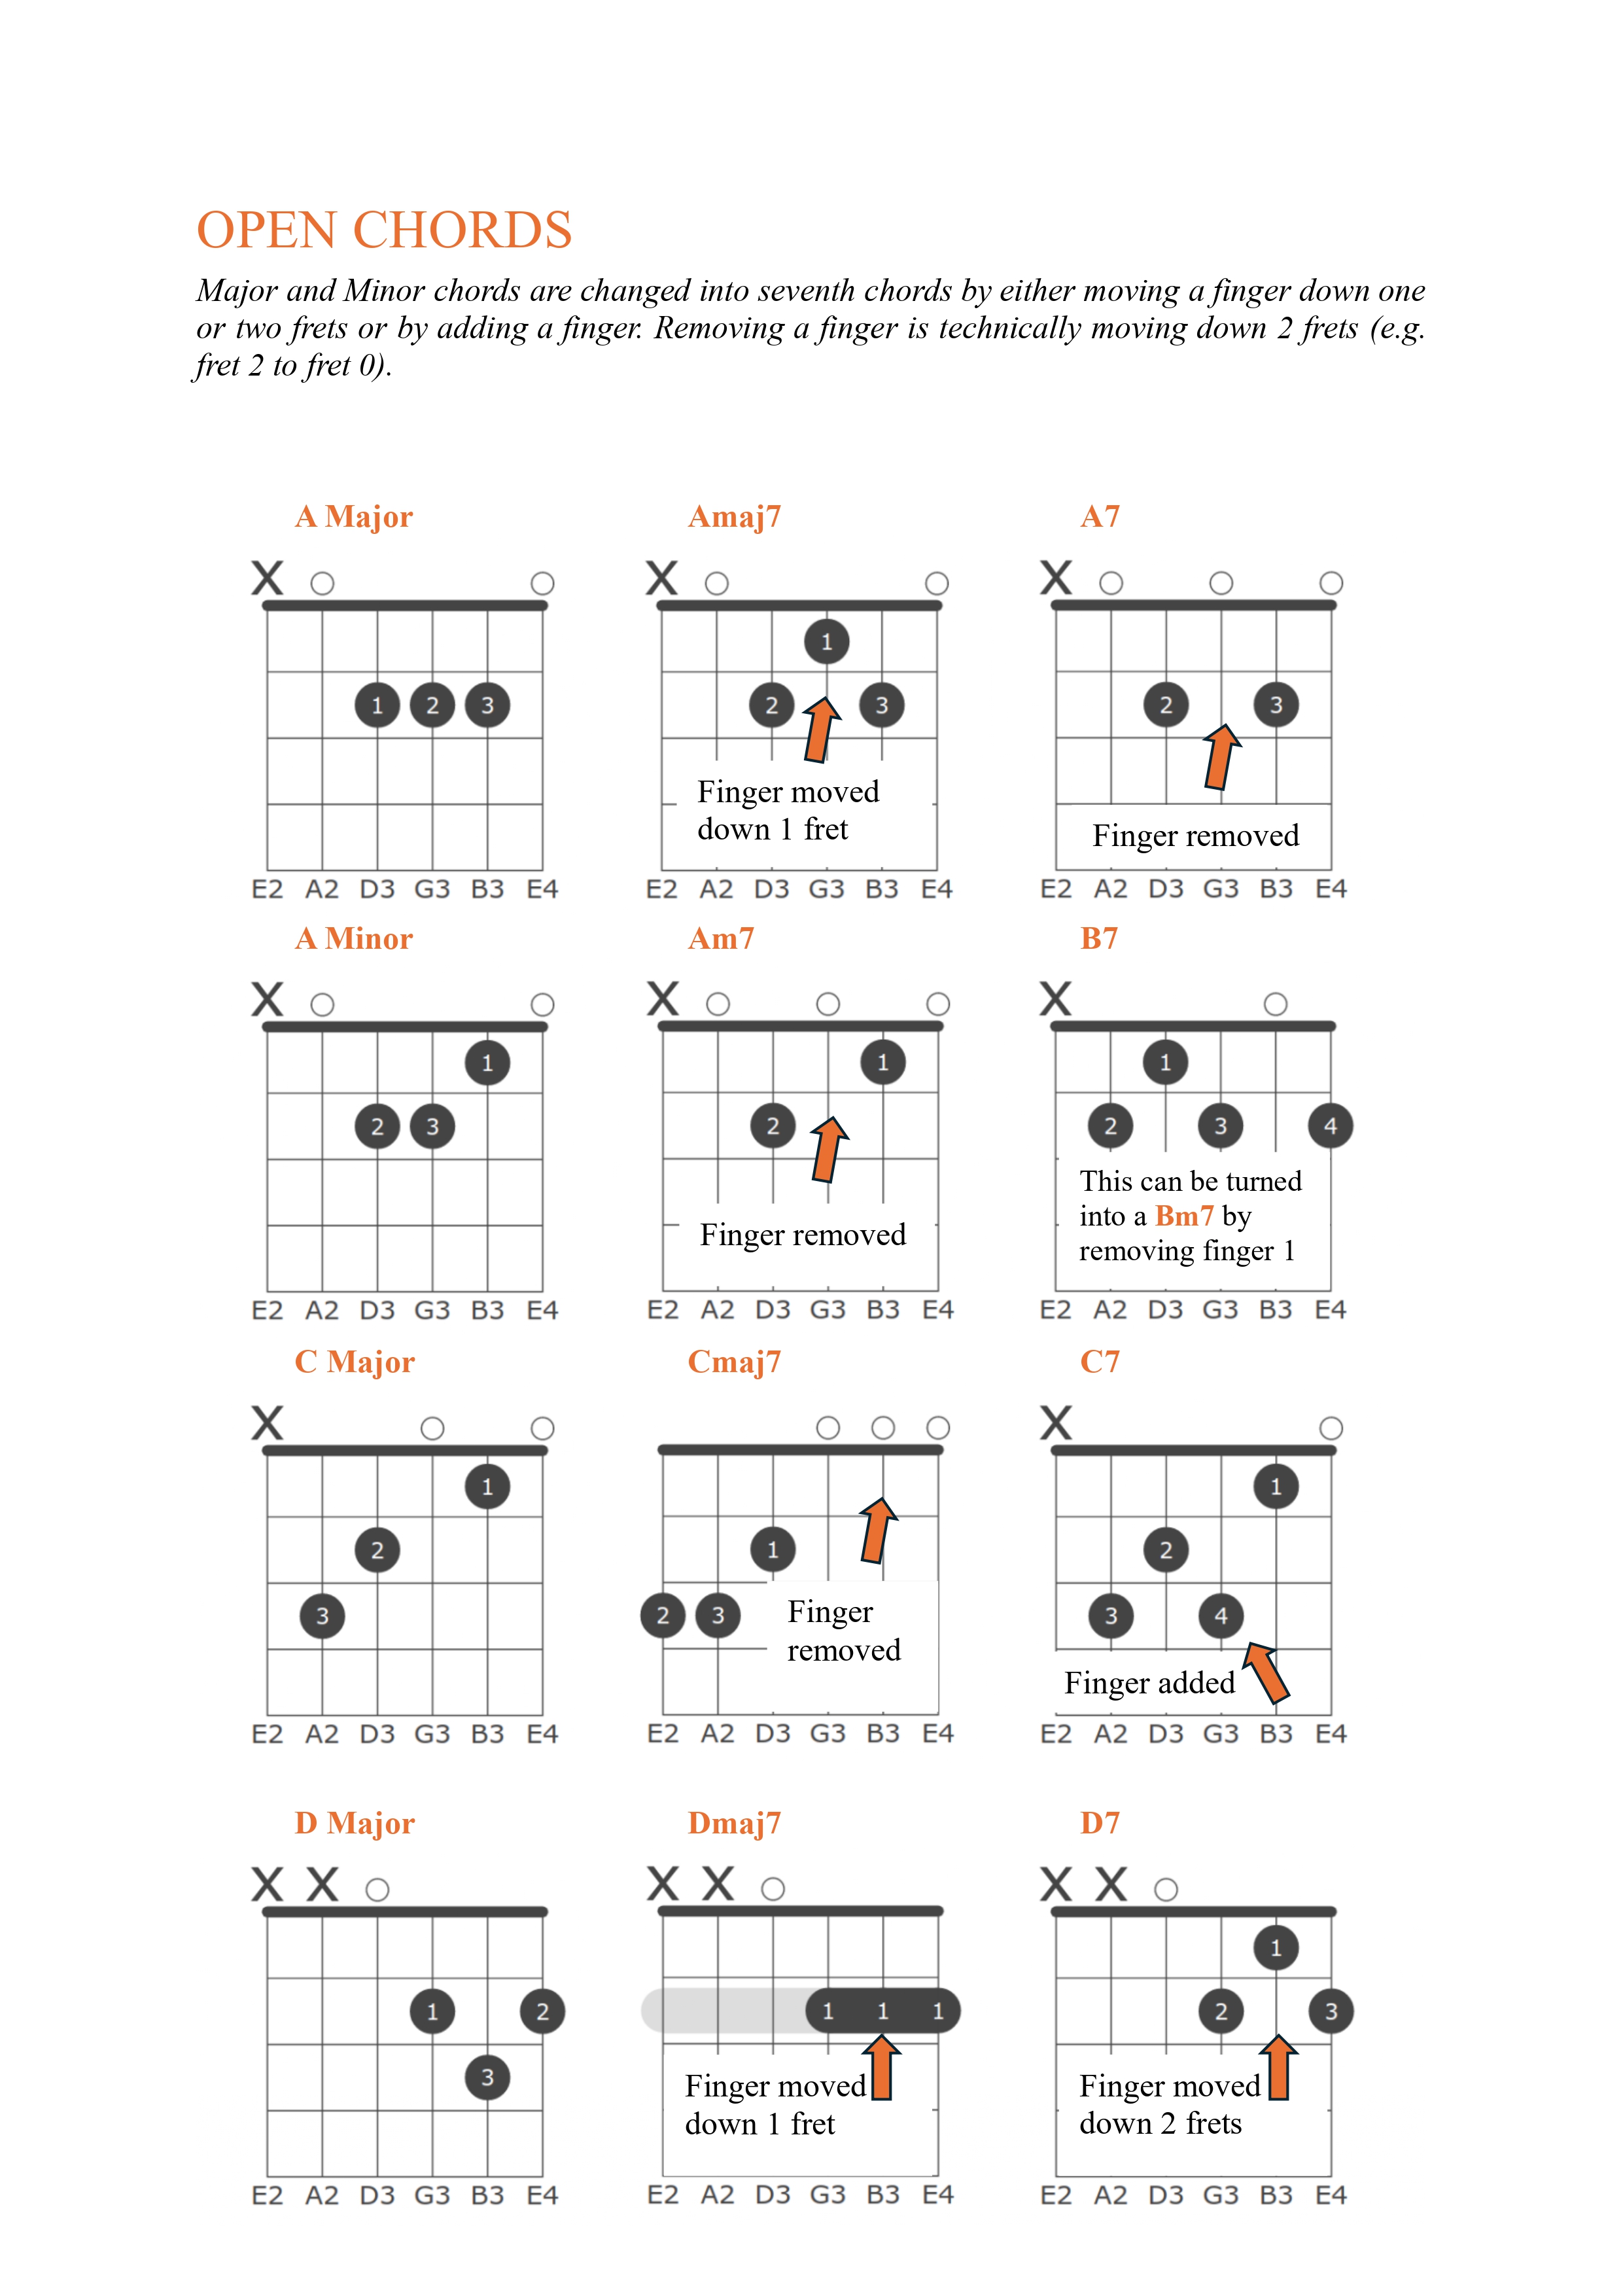 OPEN CHORDS
Major and Minor chords are changed into seventh chords by either moving a finger down one
or two frets or by adding a finger. Removing a finger is technically moving down 2 frets (e.g.
fret 2 to fret 0).
A Major
X
1 2 3
E2 A2 D3 G3 B3 E4
Amaj7
X
1
2 3
Finger moved
down 1 fret
E2 A2 D3 G3 B3 E4
A7
X
2 3
Finger removed
E2 A2 D3 G3 B3 E4
A Minor
X
1
2 3
E2 A2 D3 G3 B3 E4
Am7
X
1
2
Finger removed
E2 A2 D3 G3 B3 E4
B7
X
1
2 3 4
This can be turned
into a Bm7 by
removing finger 1
E2 A2 D3 G3 B3 E4
C Major
X
1
2
3
E2 A2 D3 G3 B3 E4
Cmaj7
1
2 3
Finger
removed
E2 A2 D3 G3 B3 E4
C7
X
1
2
3 4
Finger added
E2 A2 D3 G3 B3 E4
D Major
X X
1 2
3
E2 A2 D3 G3 B3 E4
Dmaj7
X X
1 1 1
Finger moved
down 1 fret
E2 A2 D3 G3 B3 E4
D7
X X
1
2 3
Finger moved
down 2 frets
E2 A2 D3 G3 B3 E4